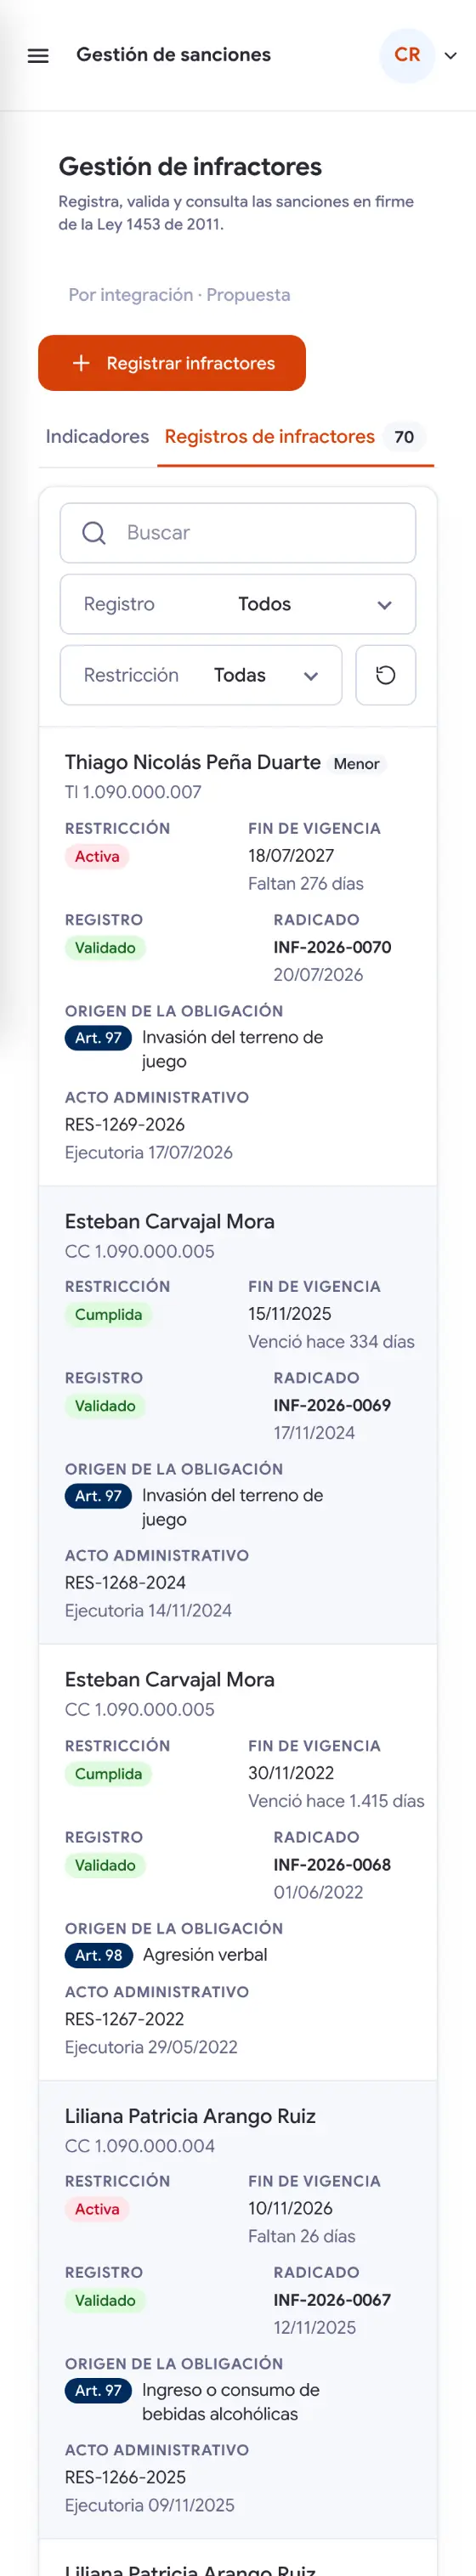 Gestión de sanciones
CR
Gestión de infractores
Registra, valida y consulta las sanciones en firme
de la Ley 1453 de 2011.
Por integración · Propuesta
Registrar infractores
Indicadores
Registros de infractores 70
Buscar
Registro Todos
Restricción Todas
Thiago Nicolás Peña Duarte Menor
TI 1.090.000.007
RESTRICCIÓN FIN DE VIGENCIA
Activa 18/07/2027
Faltan 276 días
REGISTRO RADICADO
Validado INF-2026-0070
20/07/2026
ORIGEN DE LA OBLIGACIÓN
Art. 97 Invasión del terreno de
juego
ACTO ADMINISTRATIVO
RES-1269-2026
Ejecutoria 17/07/2026
Esteban Carvajal Mora
CC 1.090.000.005
RESTRICCIÓN FIN DE VIGENCIA
Cumplida 15/11/2025
Venció hace 334 días
REGISTRO RADICADO
Validado INF-2026-0069
17/11/2024
ORIGEN DE LA OBLIGACIÓN
Art. 97 Invasión del terreno de
juego
ACTO ADMINISTRATIVO
RES-1268-2024
Ejecutoria 14/11/2024
Esteban Carvajal Mora
CC 1.090.000.005
RESTRICCIÓN FIN DE VIGENCIA
Cumplida 30/11/2022
Venció hace 1.415 días
REGISTRO RADICADO
Validado INF-2026-0068
01/06/2022
ORIGEN DE LA OBLIGACIÓN
Art. 98 Agresión verbal
ACTO ADMINISTRATIVO
RES-1267-2022
Ejecutoria 29/05/2022
Liliana Patricia Arango Ruiz
CC 1.090.000.004
RESTRICCIÓN FIN DE VIGENCIA
Activa 10/11/2026
Faltan 26 días
REGISTRO RADICADO
Validado INF-2026-0067
12/11/2025
ORIGEN DE LA OBLIGACIÓN
Art. 97 Ingreso o consumo de
bebidas alcohólicas
ACTO ADMINISTRATIVO
RES-1266-2025
Ejecutoria 09/11/2025
Liliana Patricia Arango Ruiz